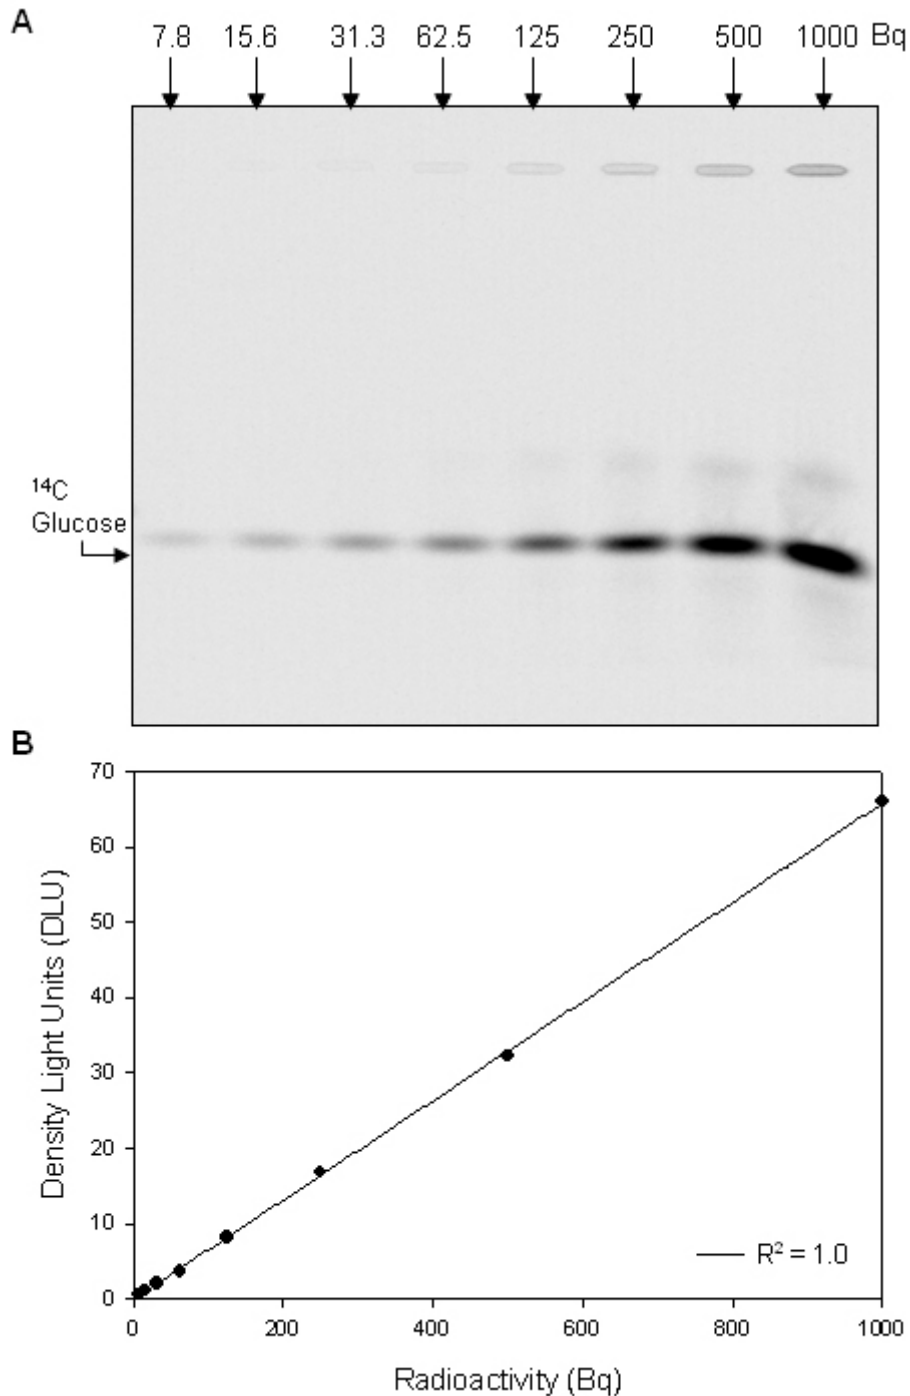 A
7.8 15.6 31.3 62.5 125 250 500 1000 Bq
14C
Glucose
B
70
60
50
40
30
20
10
0
Density Light Units (DLU)
R2 = 1.0
0 200 400 600 800 1000
Radioactivity (Bq)